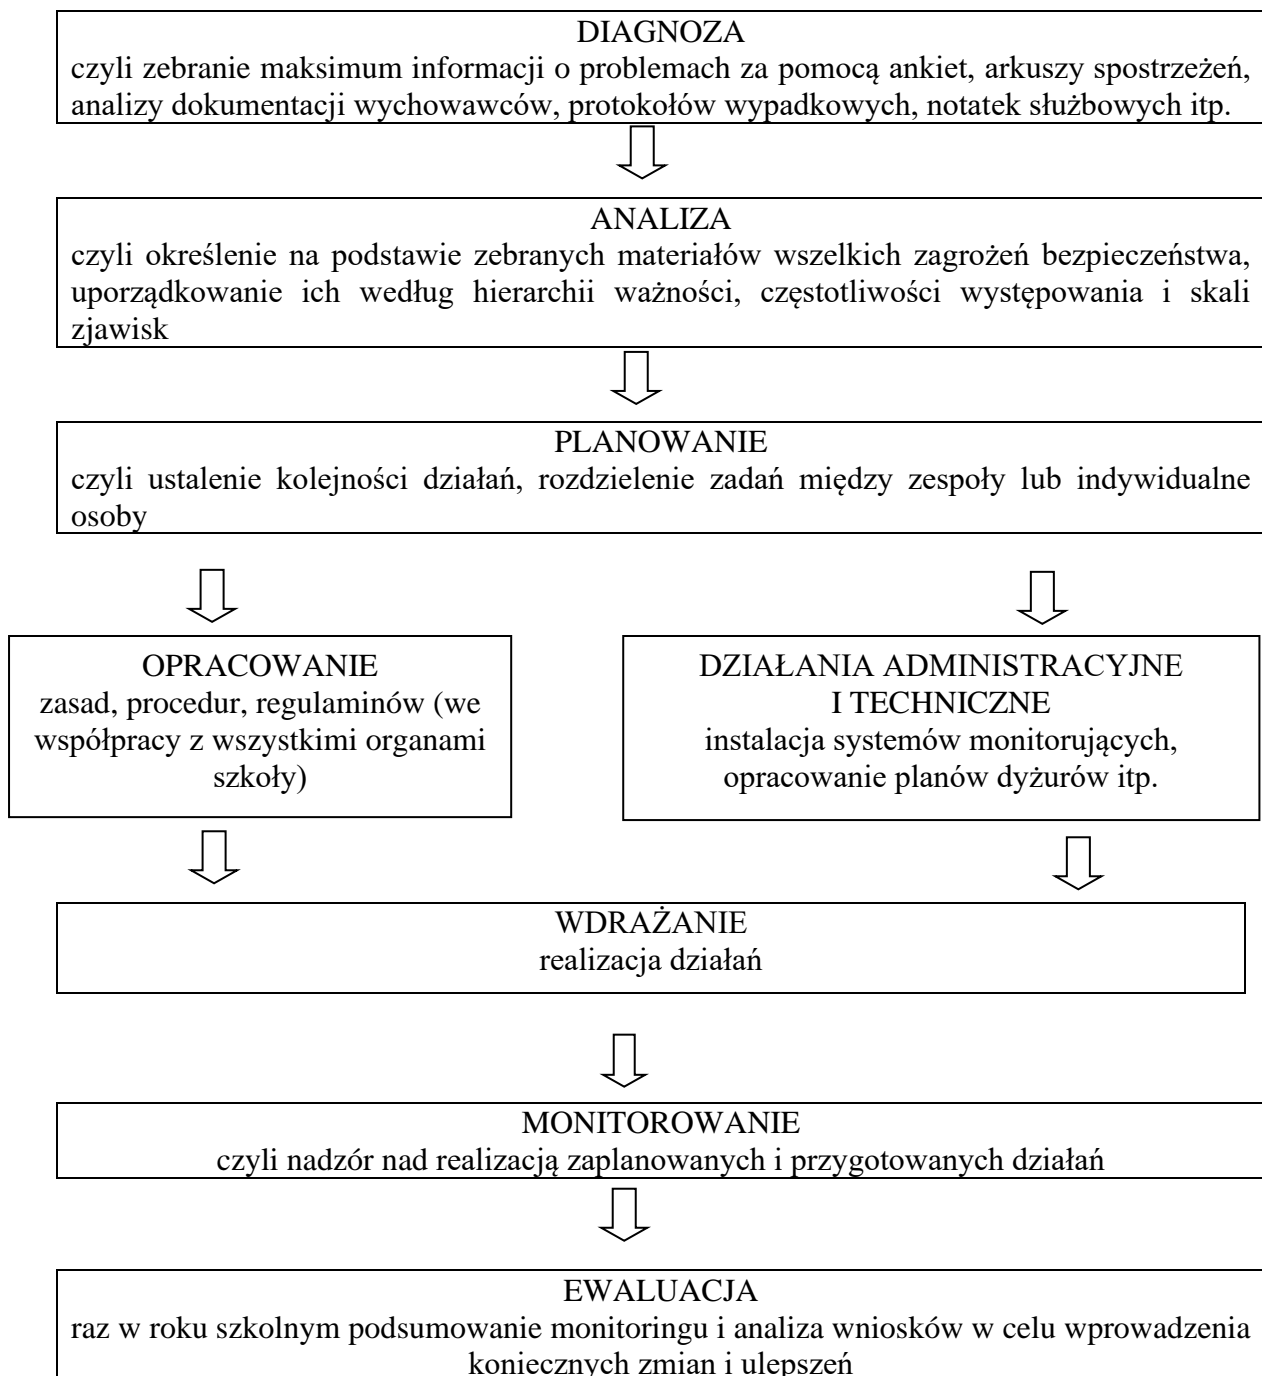 DIAGNOZA
czyli zebranie maksimum informacji o problemach za pomocą ankiet, arkuszy spostrzeżeń,
analizy dokumentacji wychowawców, protokołów wypadkowych, notatek służbowych itp.
ANALIZA
czyli określenie na podstawie zebranych materiałów wszelkich zagrożeń bezpieczeństwa,
uporządkowanie ich według hierarchii ważności, częstotliwości występowania i skali
zjawisk
PLANOWANIE
czyli ustalenie kolejności działań, rozdzielenie zadań między zespoły lub indywidualne
osoby
OPRACOWANIE
zasad, procedur, regulaminów (we
współpracy z wszystkimi organami
szkoły)
DZIAŁANIA ADMINISTRACYJNE
I TECHNICZNE
instalacja systemów monitorujących,
opracowanie planów dyżurów itp.
WDRAŻANIE
realizacja działań
MONITOROWANIE
czyli nadzór nad realizacją zaplanowanych i przygotowanych działań
EWALUACJA
raz w roku szkolnym podsumowanie monitoringu i analiza wniosków w celu wprowadzenia
koniecznych zmian i ulepszeń